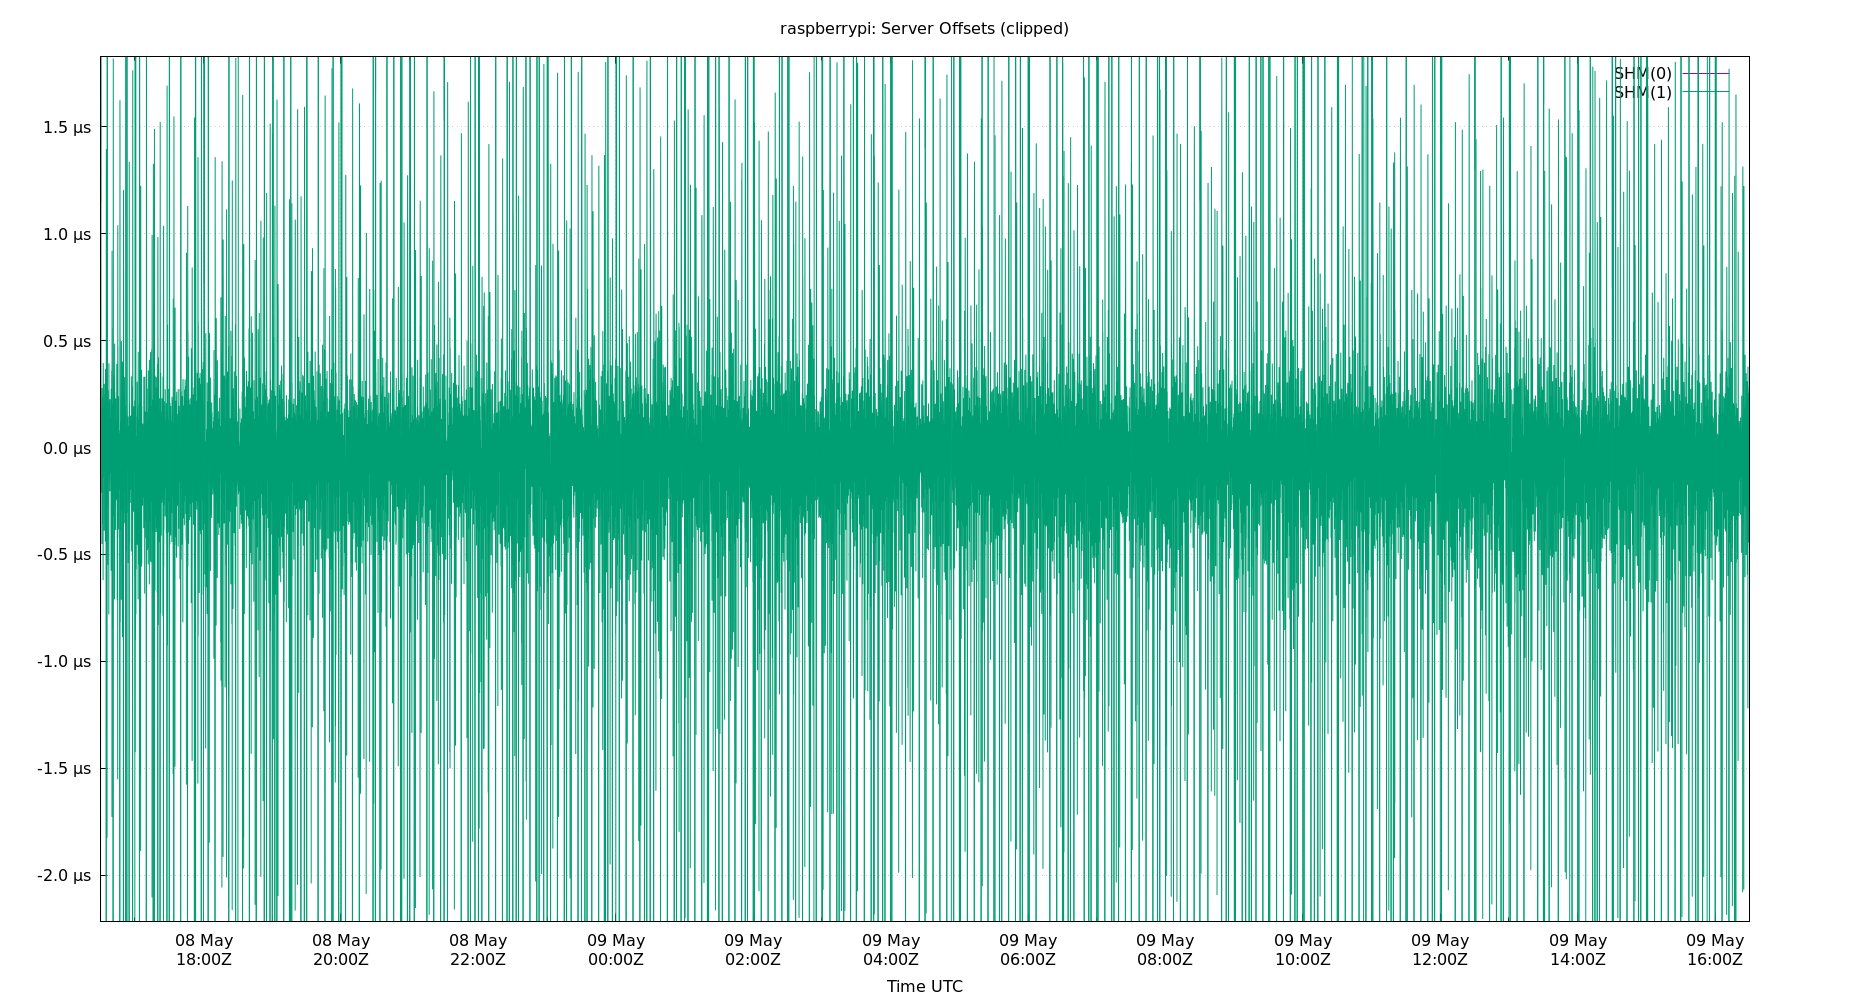 raspberrypi: Server Offsets (clipped)
SHM(0)
SHM(1)
1.5 µs
1.0 µs
0.5 µs
0.0 µs
-0.5 µs
-1.0 µs
-1.5 µs
-2.0 µs
08 May 08 May 08 May 09 May 09 May 09 May 09 May 09 May 09 May 09 May 09 May 09 May
18:00Z 20:00Z 22:00Z 00:00Z 02:00Z 04:00Z 06:00Z 08:00Z 10:00Z 12:00Z 14:00Z 16:00Z
Time UTC